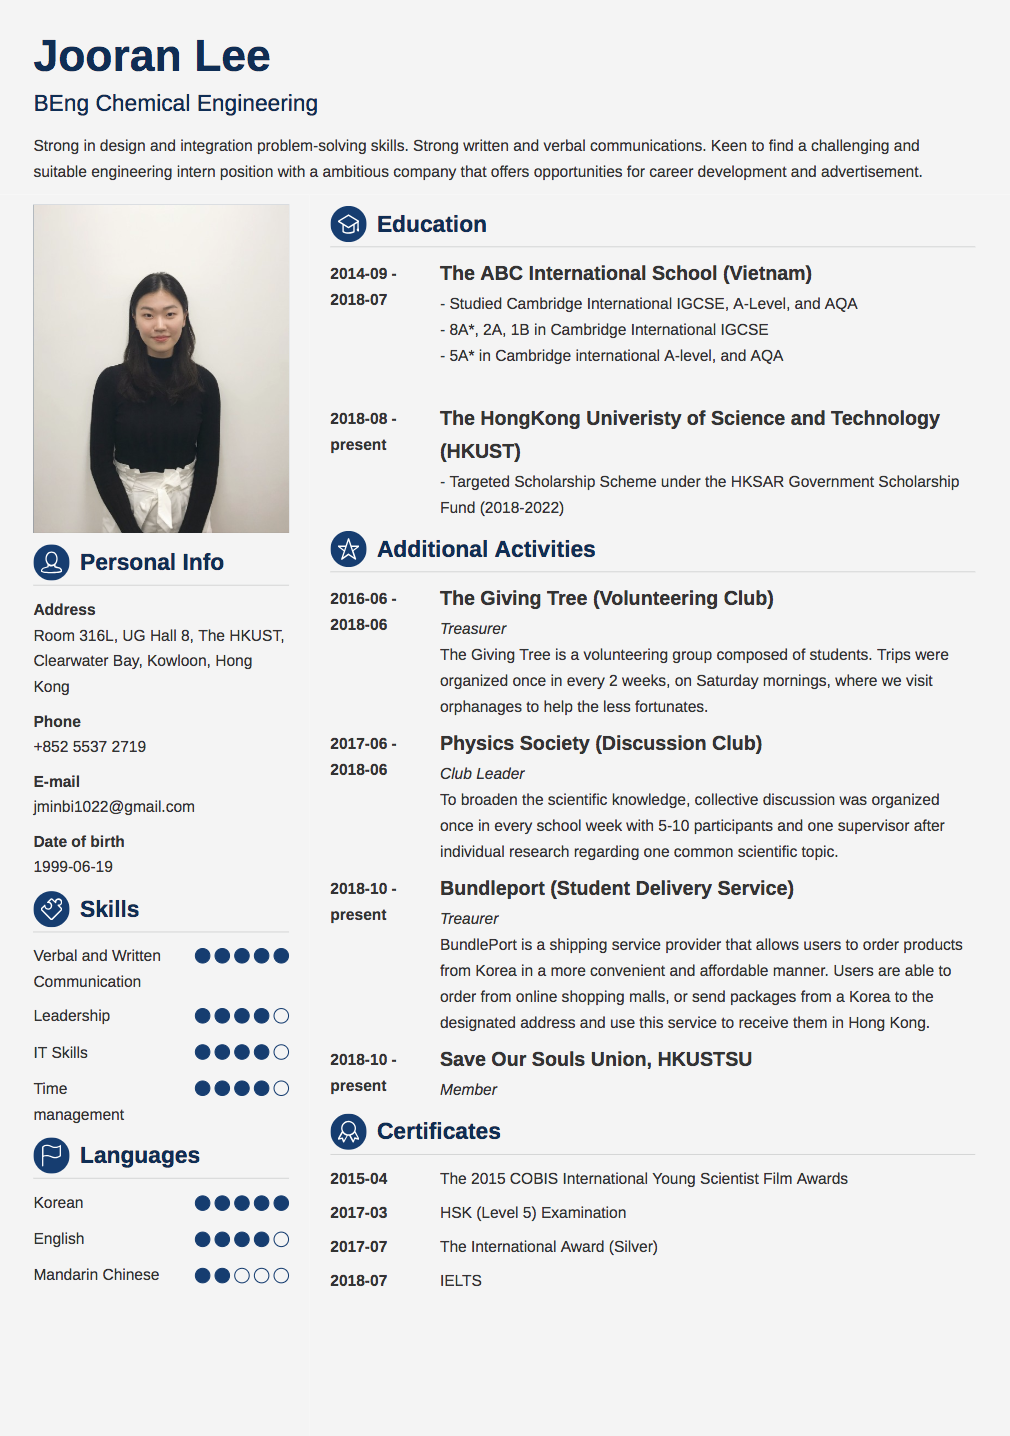 Jooran Lee
BEng Chemical Engineering
Strong in design and integration problem-solving skills. Strong written and verbal communications. Keen to find a challenging and
suitable engineering intern position with a ambitious company that offers opportunities for career development and advertisement.
Personal Info
Address
Room 316L, UG Hall 8, The HKUST,
Clearwater Bay, Kowloon, Hong
Kong
Phone
+852 5537 2719
E-mail
jminbi1022@gmail.com
Date of birth
1999-06-19
Skills
Verbal and Written
Communication
Leadership
IT Skills
Time
management
Languages
Korean
English
Mandarin Chinese
Education
2014-09 -
2018-07
The ABC International School (Vietnam)
- Studied Cambridge International IGCSE, A-Level, and AQA
- 8A*, 2A, 1B in Cambridge International IGCSE
- 5A* in Cambridge international A-level, and AQA
2018-08 -
present
The HongKong Univeristy of Science and Technology
(HKUST)
- Targeted Scholarship Scheme under the HKSAR Government Scholarship
Fund (2018-2022)
Additional Activities
2016-06 -
2018-06
The Giving Tree (Volunteering Club)
Treasurer
The Giving Tree is a volunteering group composed of students. Trips were
organized once in every 2 weeks, on Saturday mornings, where we visit
orphanages to help the less fortunates.
2017-06 -
2018-06
Physics Society (Discussion Club)
Club Leader
To broaden the scientific knowledge, collective discussion was organized
once in every school week with 5-10 participants and one supervisor after
individual research regarding one common scientific topic.
2018-10 -
present
Bundleport (Student Delivery Service)
Treaurer
BundlePort is a shipping service provider that allows users to order products
from Korea in a more convenient and affordable manner. Users are able to
order from online shopping malls, or send packages from a Korea to the
designated address and use this service to receive them in Hong Kong.
2018-10 -
present
Save Our Souls Union, HKUSTSU
Member
Certificates
2015-04 The 2015 COBIS International Young Scientist Film Awards
2017-03 HSK (Level 5) Examination
2017-07 The International Award (Silver)
2018-07 IELTS